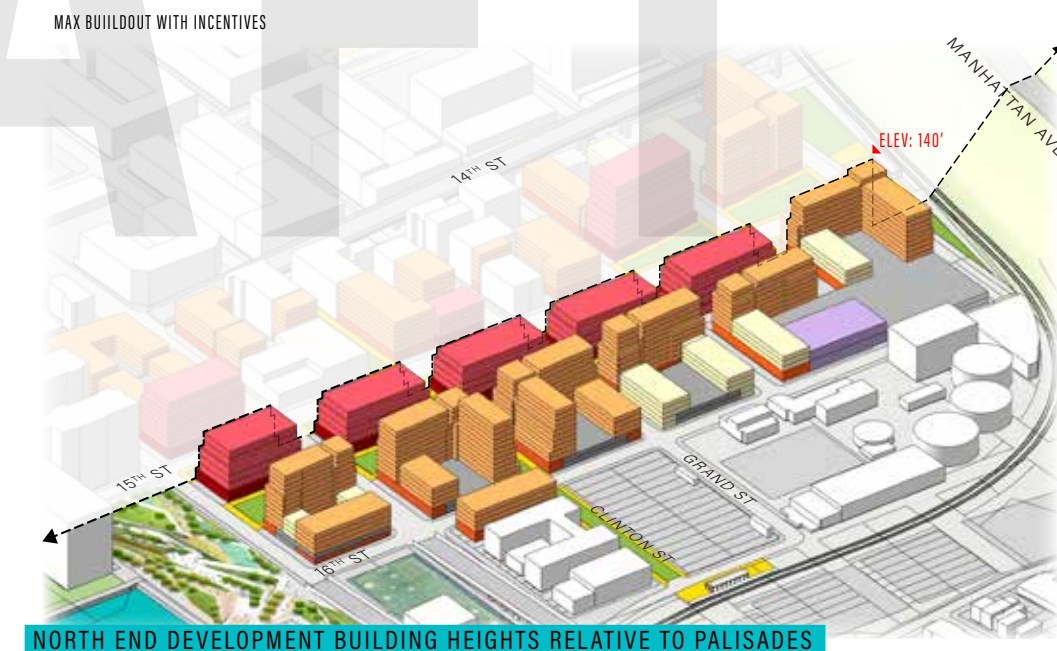 MAX BUIILDOUT WITH INCENTIVES
MANHATTAN AVE
ELEV: 140'
14TH ST
15TH ST
GRAND ST
CLINTON ST
16TH ST
NORTH END DEVELOPMENT BUILDING HEIGHTS RELATIVE TO PALISADES